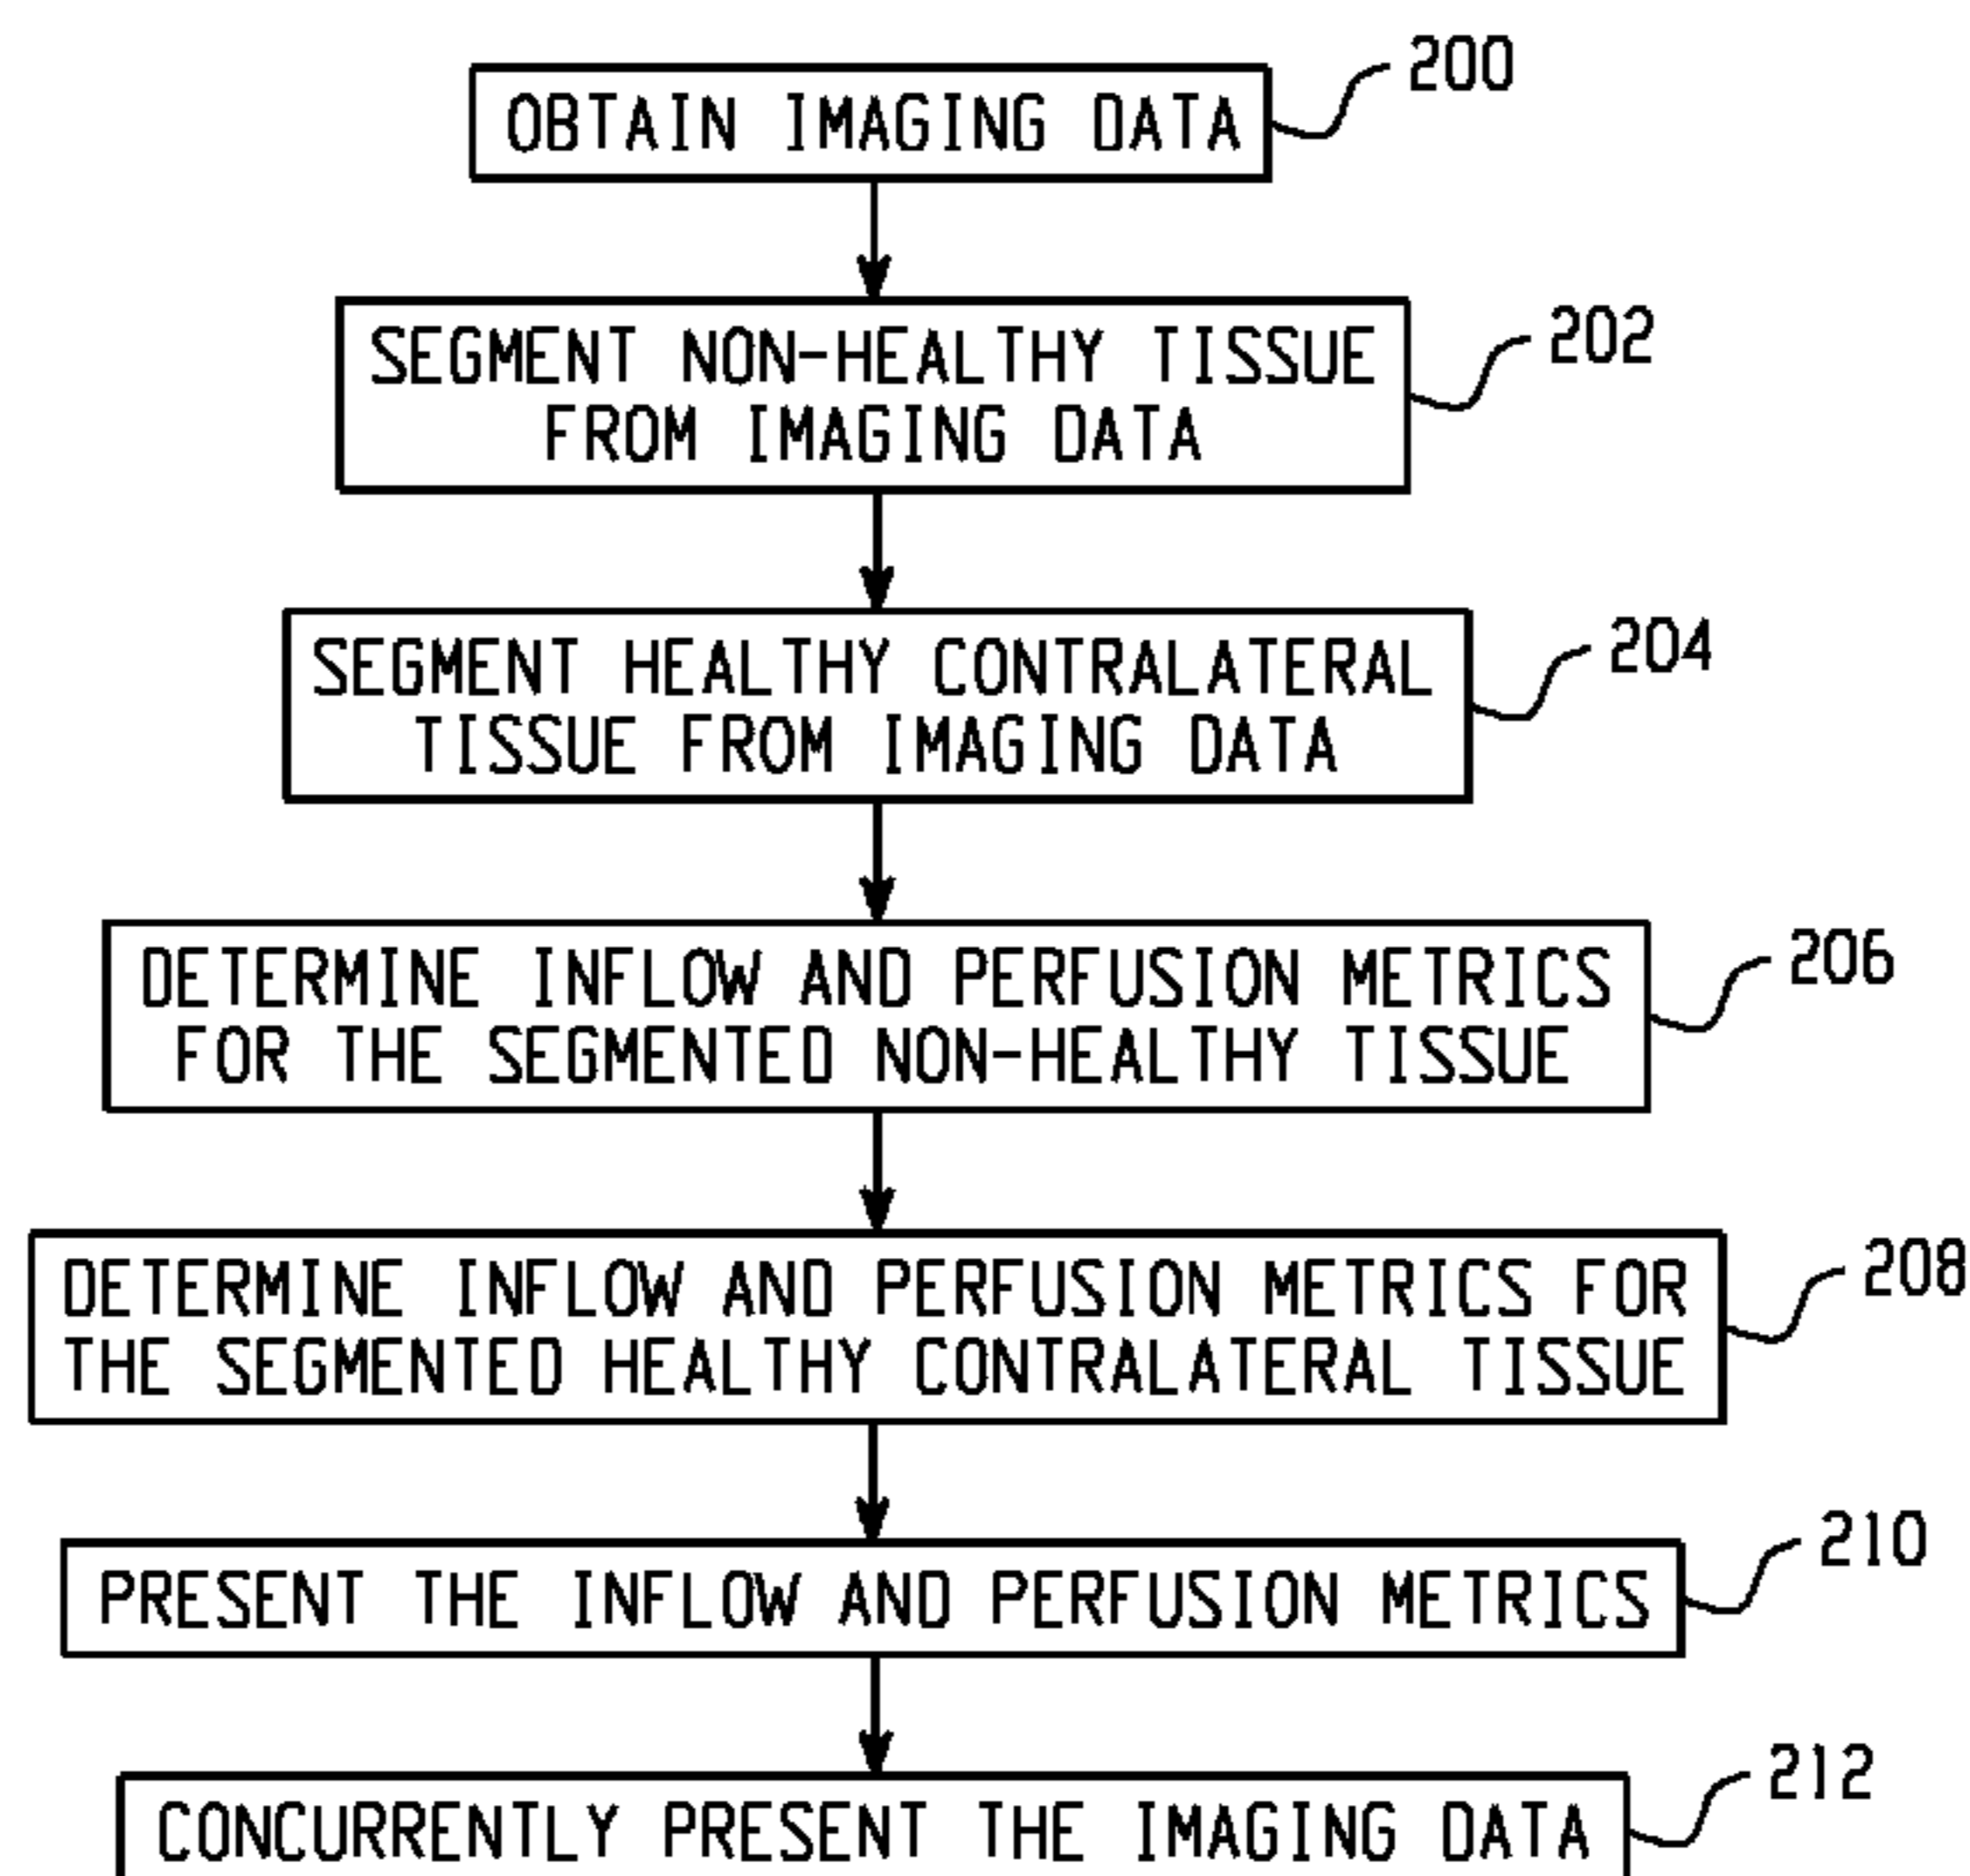 200
OBTAIN IMAGING DATA
202
SEGMENT NON-HEALTHY TISSUE
FROM IMAGING DATA
204
SEGMENT HEALTHY CONTRALATERAL
TISSUE FROM IMAGING DATA
206
DETERMINE INFLOW AND PERFUSION METRICS
FOR THE SEGMENTED NON-HEALTHY TISSUE
208
DETERMINE INFLOW AND PERFUSION METRICS FOR
THE SEGMENTED HEALTHY CONTRALATERAL TISSUE
210
PRESENT THE INFLOW AND PERFUSION METRICS
212
CONCURRENTLY PRESENT THE IMAGING DATA